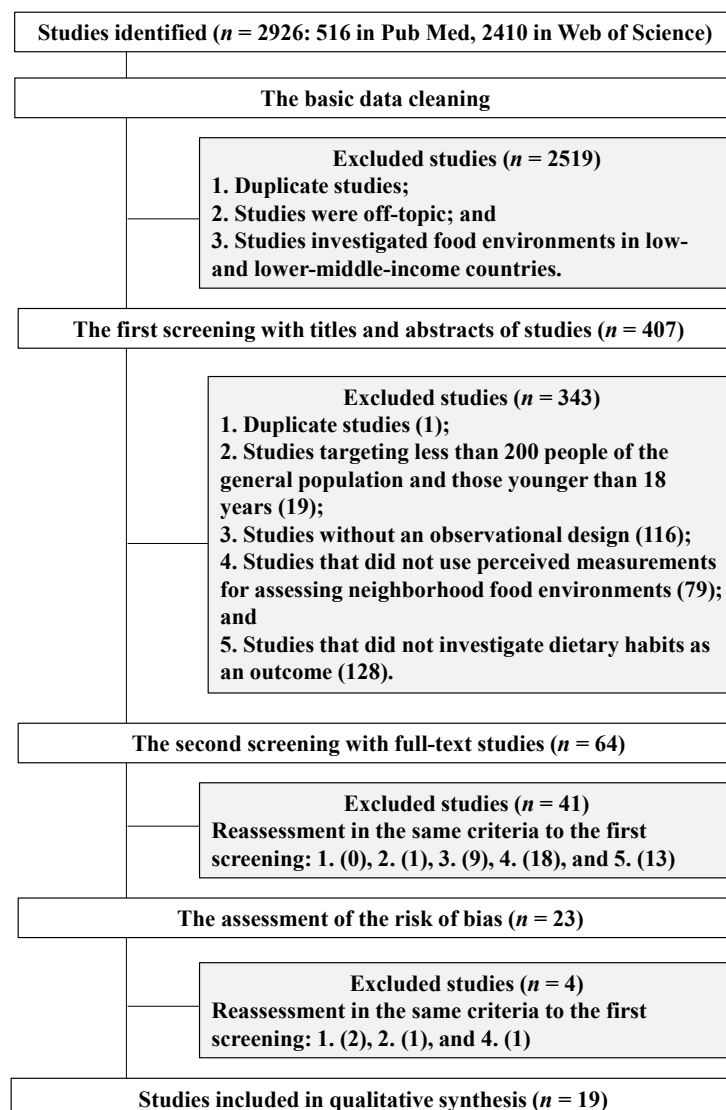 Studies identified (n = 2926: 516 in Pub Med, 2410 in Web of Science)
The basic data cleaning
Excluded studies (n = 2519)
1. Duplicate studies;
2. Studies were off-topic; and
3. Studies investigated food environments in low-
and lower-middle-income countries.
The first screening with titles and abstracts of studies (n = 407)
Excluded studies (n = 343)
1. Duplicate studies (1);
2. Studies targeting less than 200 people of the
general population and those younger than 18
years (19);
3. Studies without an observational design (116);
4. Studies that did not use perceived measurements
for assessing neighborhood food environments (79);
and
5. Studies that did not investigate dietary habits as
an outcome (128).
The second screening with full-text studies (n = 64)
Excluded studies (n = 41)
Reassessment in the same criteria to the first
screening: 1. (0), 2. (1), 3. (9), 4. (18), and 5. (13)
The assessment of the risk of bias (n = 23)
Excluded studies (n = 4)
Reassessment in the same criteria to the first
screening: 1. (2), 2. (1), and 4. (1)
Studies included in qualitative synthesis (n = 19)